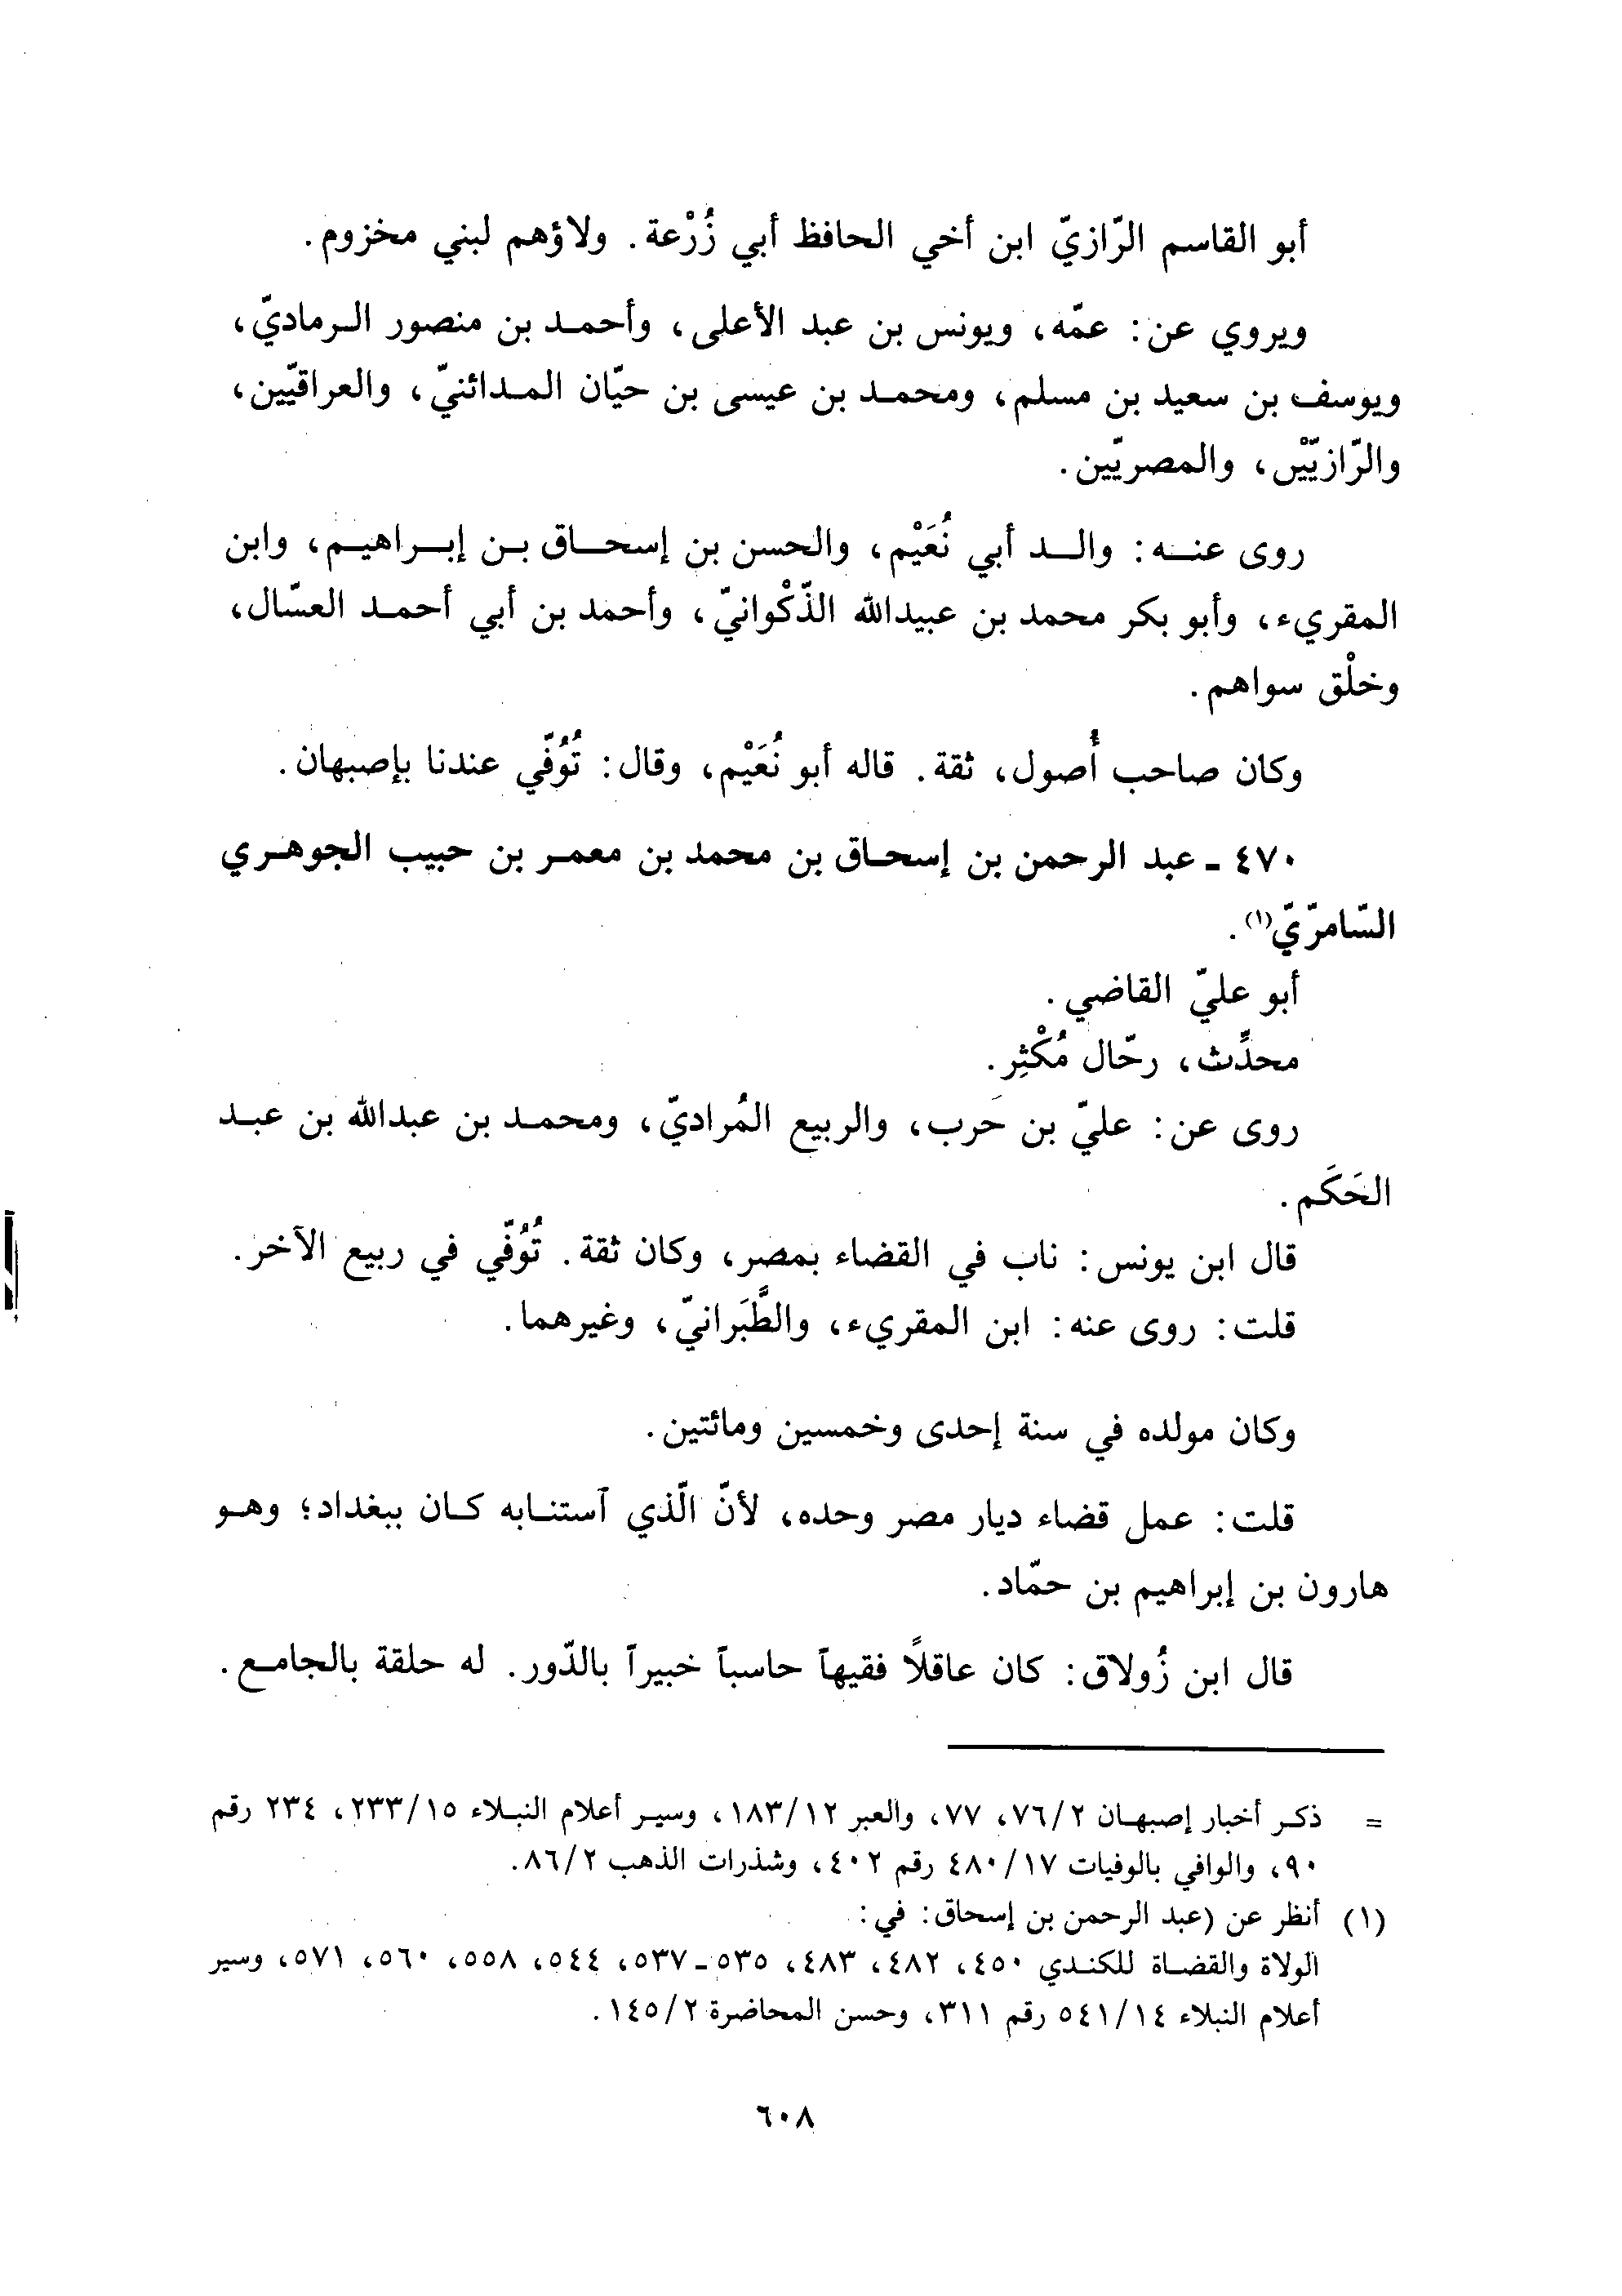 أبو القاسم الرّازيّ ابن أخي الحافظ أبي زُرْعة. ولاؤهم لبني مخزوم.
ويروي عن: عمّه، ويونس بن عبد الأعلى، وأحمد بن منصور الرماديّ،
ويوسف بن سعيد بن مسلم، ومحمد بن عيسى بن حيّان المدائنيّ، والعراقيّين،
والرّازيّيْن، والمصريّين.
روى عنه: والد أبي نُعَيْم، والحسن بن إسحاق بن إبراهيم، وابن
المقريء، وأبو بكر محمد بن عبيدالله الذّكْوانيّ، وأحمد بن أبي أحمد العسّال،
وخلْق سواهم.
وكان صاحب أُصول، ثقة. قاله أبو نُعَيْم، وقال: تُوُفّي عندنا بإصبهان.
٤٧٠ ـ عبد الرحمن بن إسحاق بن محمد بن معمر بن حبيب الجوهري
السّامرّيّ(١).
أبو عليّ القاضي.
محدِّث، رحّال مُكْثِر.
روى عن: عليّ بن حَرب، والربيع المُراديّ، ومحمد بن عبدالله بن عبد
الحَكَم.
قال ابن يونس: ناب في القضاء بمصر، وكان ثقة. تُوُفّي في ربيع الآخر.
قلت: روى عنه: ابن المقريء، والطَّبَرانيّ، وغيرهما.
وكان مولده في سنة إحدى وخمسين ومائتين.
قلت: عمل قضاء ديار مصر وحده، لأنّ الّذي آستنابه كان ببغداد؛ وهو
هارون بن إبراهيم بن حمّاد.
قال ابن زُولاق: كان عاقلاً فقيهاً حاسباً خبيراً بالدّور. له حلقة بالجامع.
= ذكر أخبار إصبهان ٧٦/٢، ٧٧، والعبر ١٨٣/١٢، وسير أعلام النبلاء ٢٣٣/١٥، ٢٣٤ رقم
٩٠، والوافي بالوفيات ٤٨٠/١٧ رقم ٤٠٢، وشذرات الذهب ٨٦/٢.
(١) أنظر عن (عبد الرحمن بن إسحاق: في:
الولاة والقضاة للكندي ٤٥٠، ٤٨٢، ٤٨٣، ٥٣٥ـ٥٣٧، ٥٤٤، ٥٥٨، ٥٦٠، ٥٧١، وسير
أعلام النبلاء ٥٤١/١٤ رقم ٣١١، وحسن المحاضرة ١٤٥/٢.
٦٠٨